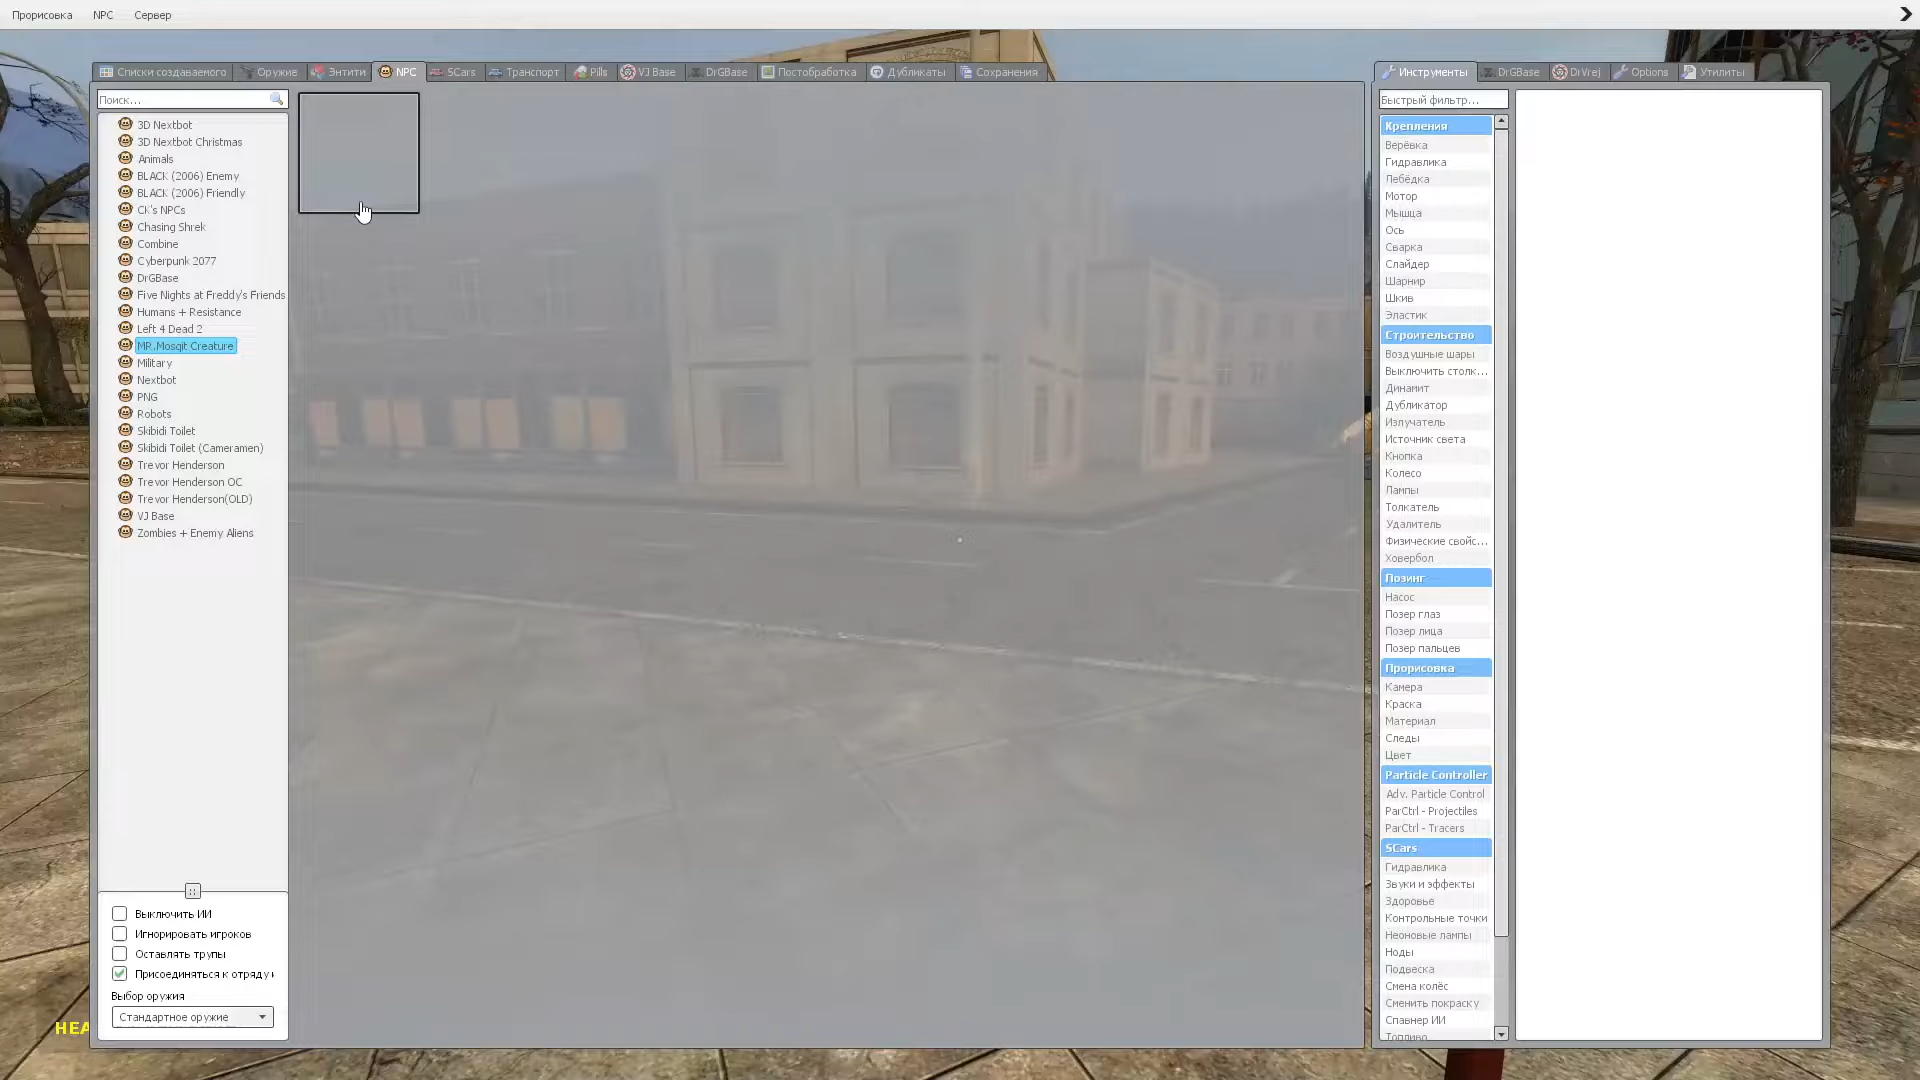 Прорисовка NPC Сервер
Списки создаваемого Оружие Энтити NPC SCars Транспорт Pills VJ Base DrGBase Постобработка Дубликаты Сохранения
Инструменты DrGBase DrVrej Options Утилиты
Поиск...
3D Nextbot
3D Nextbot Christmas
Animals
BLACK (2006) Enemy
BLACK (2006) Friendly
CK's NPCs
Chasing Shrek
Combine
Cyberpunk 2077
DrGBase
Five Nights at Freddy's Friends
Humans + Resistance
Left 4 Dead 2
MR.Mosqit Creature
Military
Nextbot
PNG
Robots
Skibidi Toilet
Skibidi Toilet (Cameramen)
Trevor Henderson
Trevor Henderson OC
Trevor Henderson(OLD)
VJ Base
Zombies + Enemy Aliens
Выключить ИИ
Игнорировать игроков
Оставлять трупы
Присоединяться к отряду
Выбор оружия
Стандартное оружие
HEA
Быстрый фильтр...
Крепления
Верёвка
Гидравлика
Лебёдка
Мотор
Мышца
Ось
Сварка
Слайдер
Шарнир
Шкив
Эластик
Строительство
Воздушные шары
Выключить столк...
Динамит
Дубликатор
Излучатель
Источник света
Кнопка
Колесо
Лампы
Толкатель
Удалитель
Физические свойс...
Ховербол
Позинг
Насос
Позер глаз
Позер лица
Позер пальцев
Прорисовка
Камера
Краска
Материал
Следы
Цвет
Particle Controller
Adv. Particle Control
ParCtrl - Projectiles
ParCtrl - Tracers
SCars
Гидравлика
Звуки и эффекты
Здоровье
Контрольные точки
Неоновые лампы
Ноды
Подвеска
Смена колёс
Сменить покраску
Спавнер ИИ
Топливо